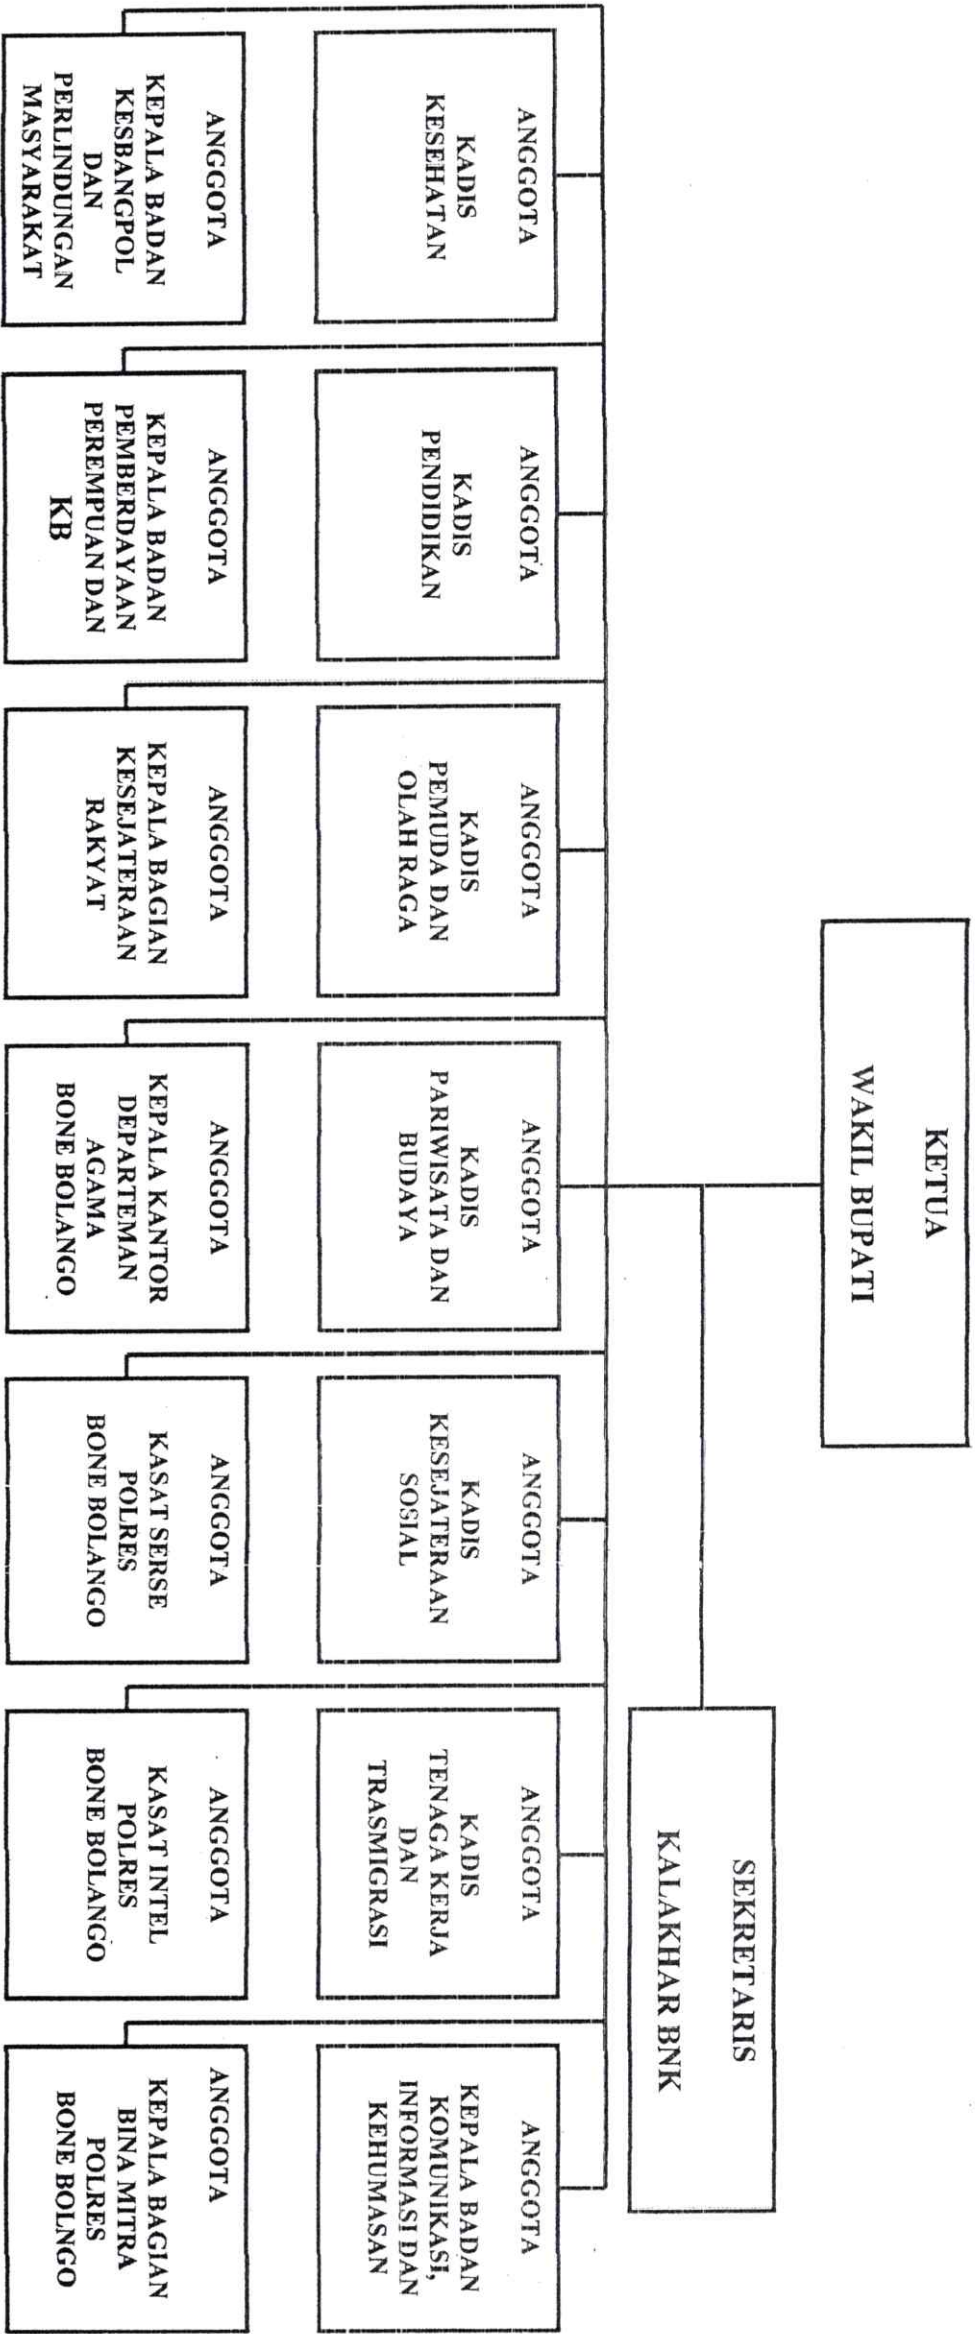 KETUA
WAKIL BUPATI
SEKRETARIS
KALAKHAR BNK
ANGGOTA
KADIS
KESEHATAN
ANGGOTA
KADIS
PENDIDIKAN
ANGGOTA
KADIS
PEMUDA DAN
OLAH RAGA
ANGGOTA
KADIS
PARIWISATA DAN
BUDAYA
ANGGOTA
KADIS
KESEJATERAAN
SOSIAL
ANGGOTA
KADIS
TENAGA KERJA
DAN
TRASMIGRASI
ANGGOTA
KEPALA BADAN
KOMUNIKASI,
INFORMASI DAN
KEHUMASAN
ANGGOTA
KEPALA BADAN
KESBANGPOL
DAN
PERLINDUNGAN
MASYARAKAT
ANGGOTA
KEPALA BADAN
PEMBERDAYAAN
PEREMPUAN DAN
KB
ANGGOTA
KEPALA BAGIAN
KESEJATERAAN
RAKYAT
ANGGOTA
KEPALA KANTOR
DEPARTEMAN
AGAMA
BONE BOLANGO
ANGGOTA
KASAT SERSE
POLRES
BONE BOLANGO
ANGGOTA
KASAT INTEL
POLRES
BONE BOLANGO
ANGGOTA
KEPALA BAGIAN
BINA MITRA
POLRES
BONE BOLNGO